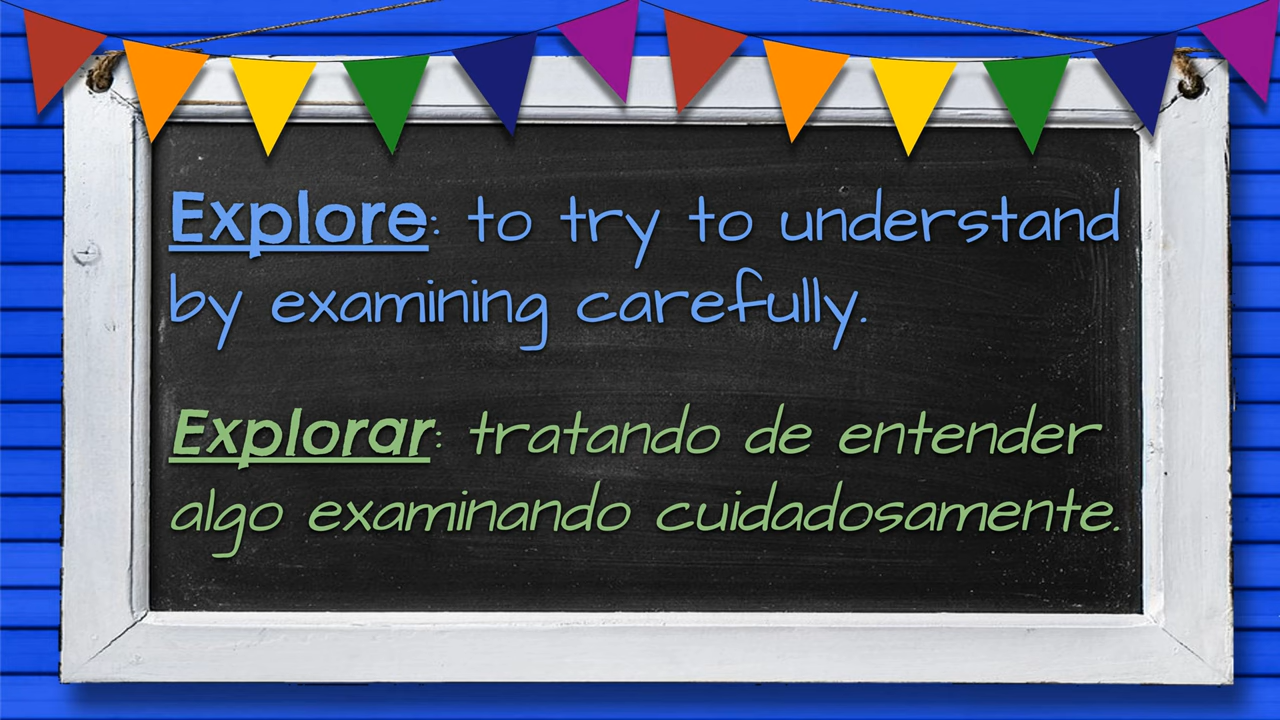 Explore: to try to understand
by examining carefully.
Explorar: tratando de entender
algo examinando cuidadosamente.